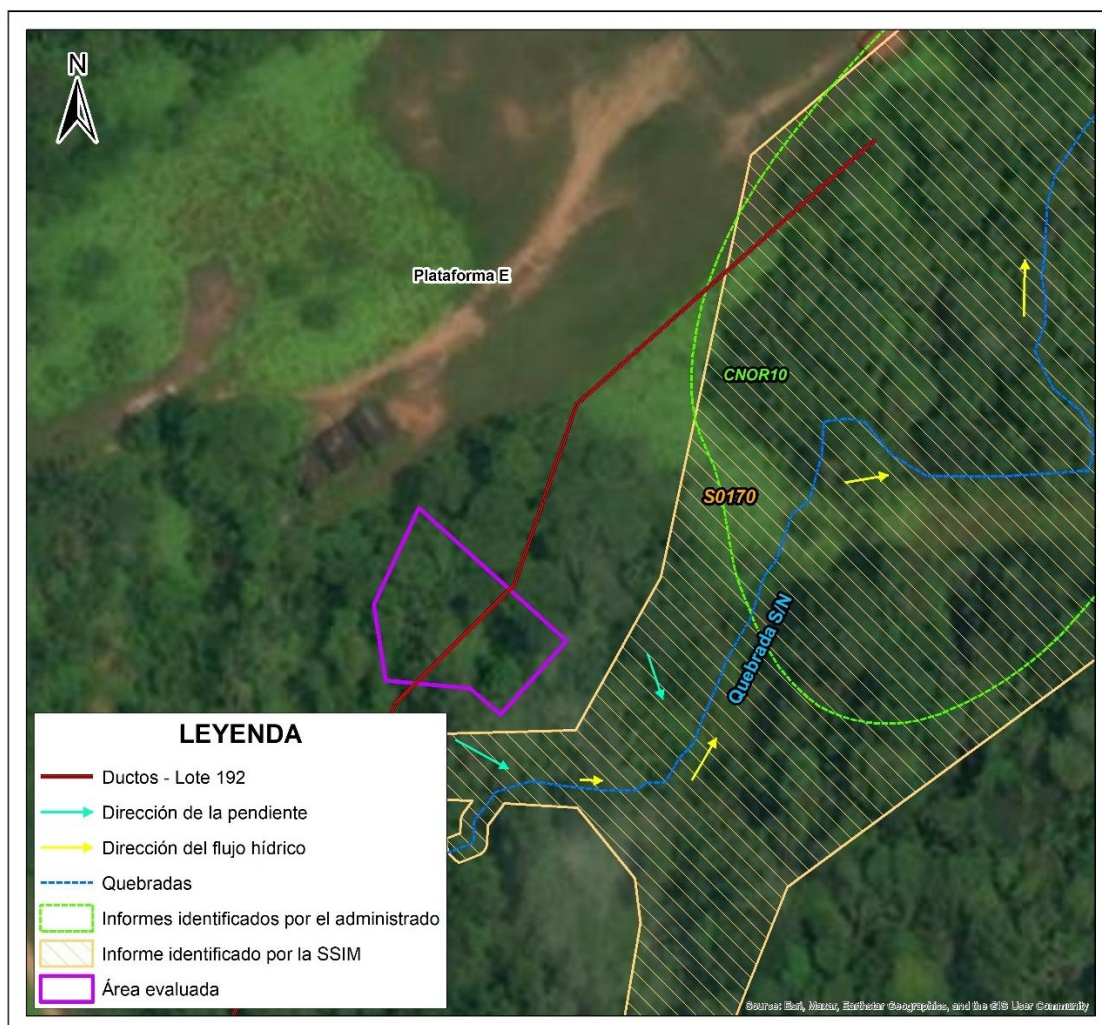 N
Plataforma E
CNOR10
S0170
Quebrada S/N
LEYENDA
Ductos - Lote 192
Dirección de la pendiente
Dirección del flujo hídrico
Quebradas
Informes identificados por el administrado
Informe identificado por la SSIM
Área evaluada
Source: Esri, Maxar, Earthstar Geographics, and the GIS User Community